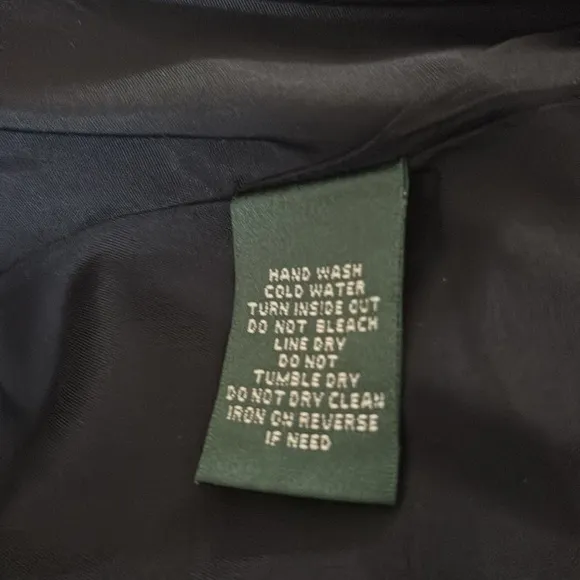 HAND WASH
COLD WATER
TURN INSIDE OUT
DO NOT BLEACH
LINE DRY
DO NOT
TUMBLE DRY
DO NOT DRY CLEAN
IRON ON REVERSE
IF NEED